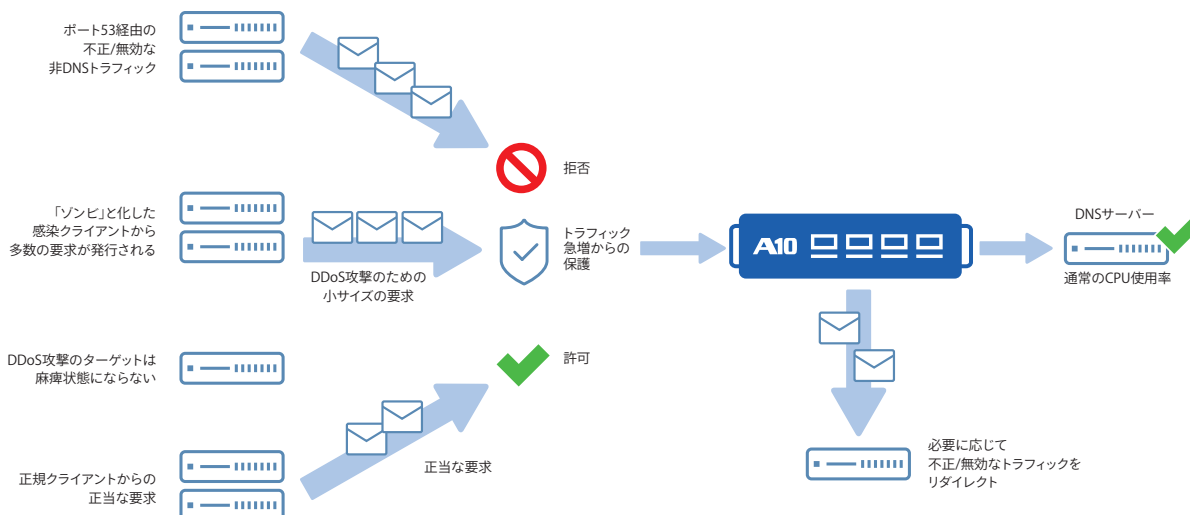 ポート53経由の
不正/無効な
非DNSトラフィック
拒否
「ゾンビ」と化した
感染クライアントから
多数の要求が発行される
DDoS攻撃のための
小サイズの要求
トラフィック
急増からの
保護
A10
DNSサーバー
通常のCPU使用率
DDoS攻撃のターゲットは
麻痺状態にならない
許可
正規クライアントからの
正当な要求
正当な要求
必要に応じて
不正/無効なトラフィックを
リダイレクト